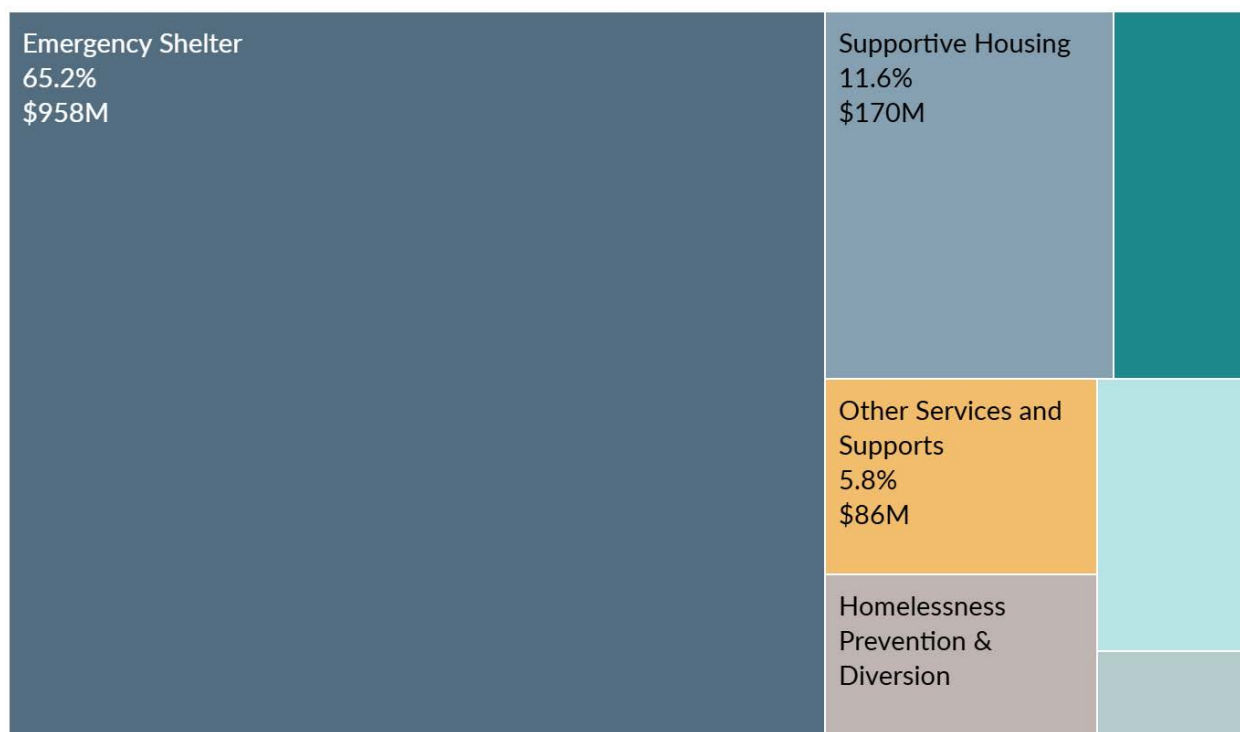 Emergency Shelter
65.2%
$958M
Supportive Housing
11.6%
$170M
Other Services and
Supports
5.8%
$86M
Homelessness
Prevention &
Diversion